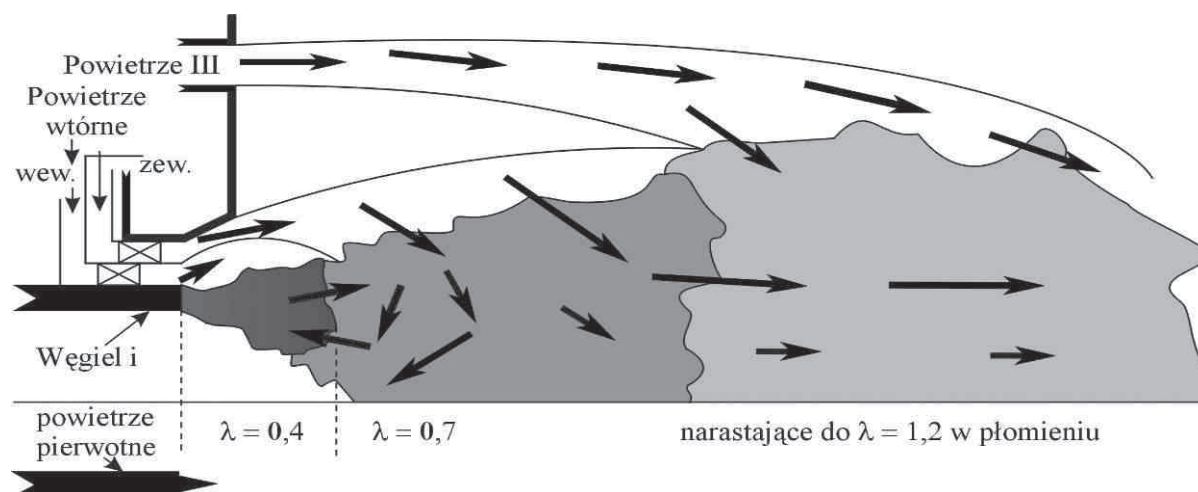 Powietrze III
Powietrze
wtórne
wew.
zew.
Węgiel i
powietrze
pierwotne
λ = 0,4
λ = 0,7
narastające do λ = 1,2 w płomieniu